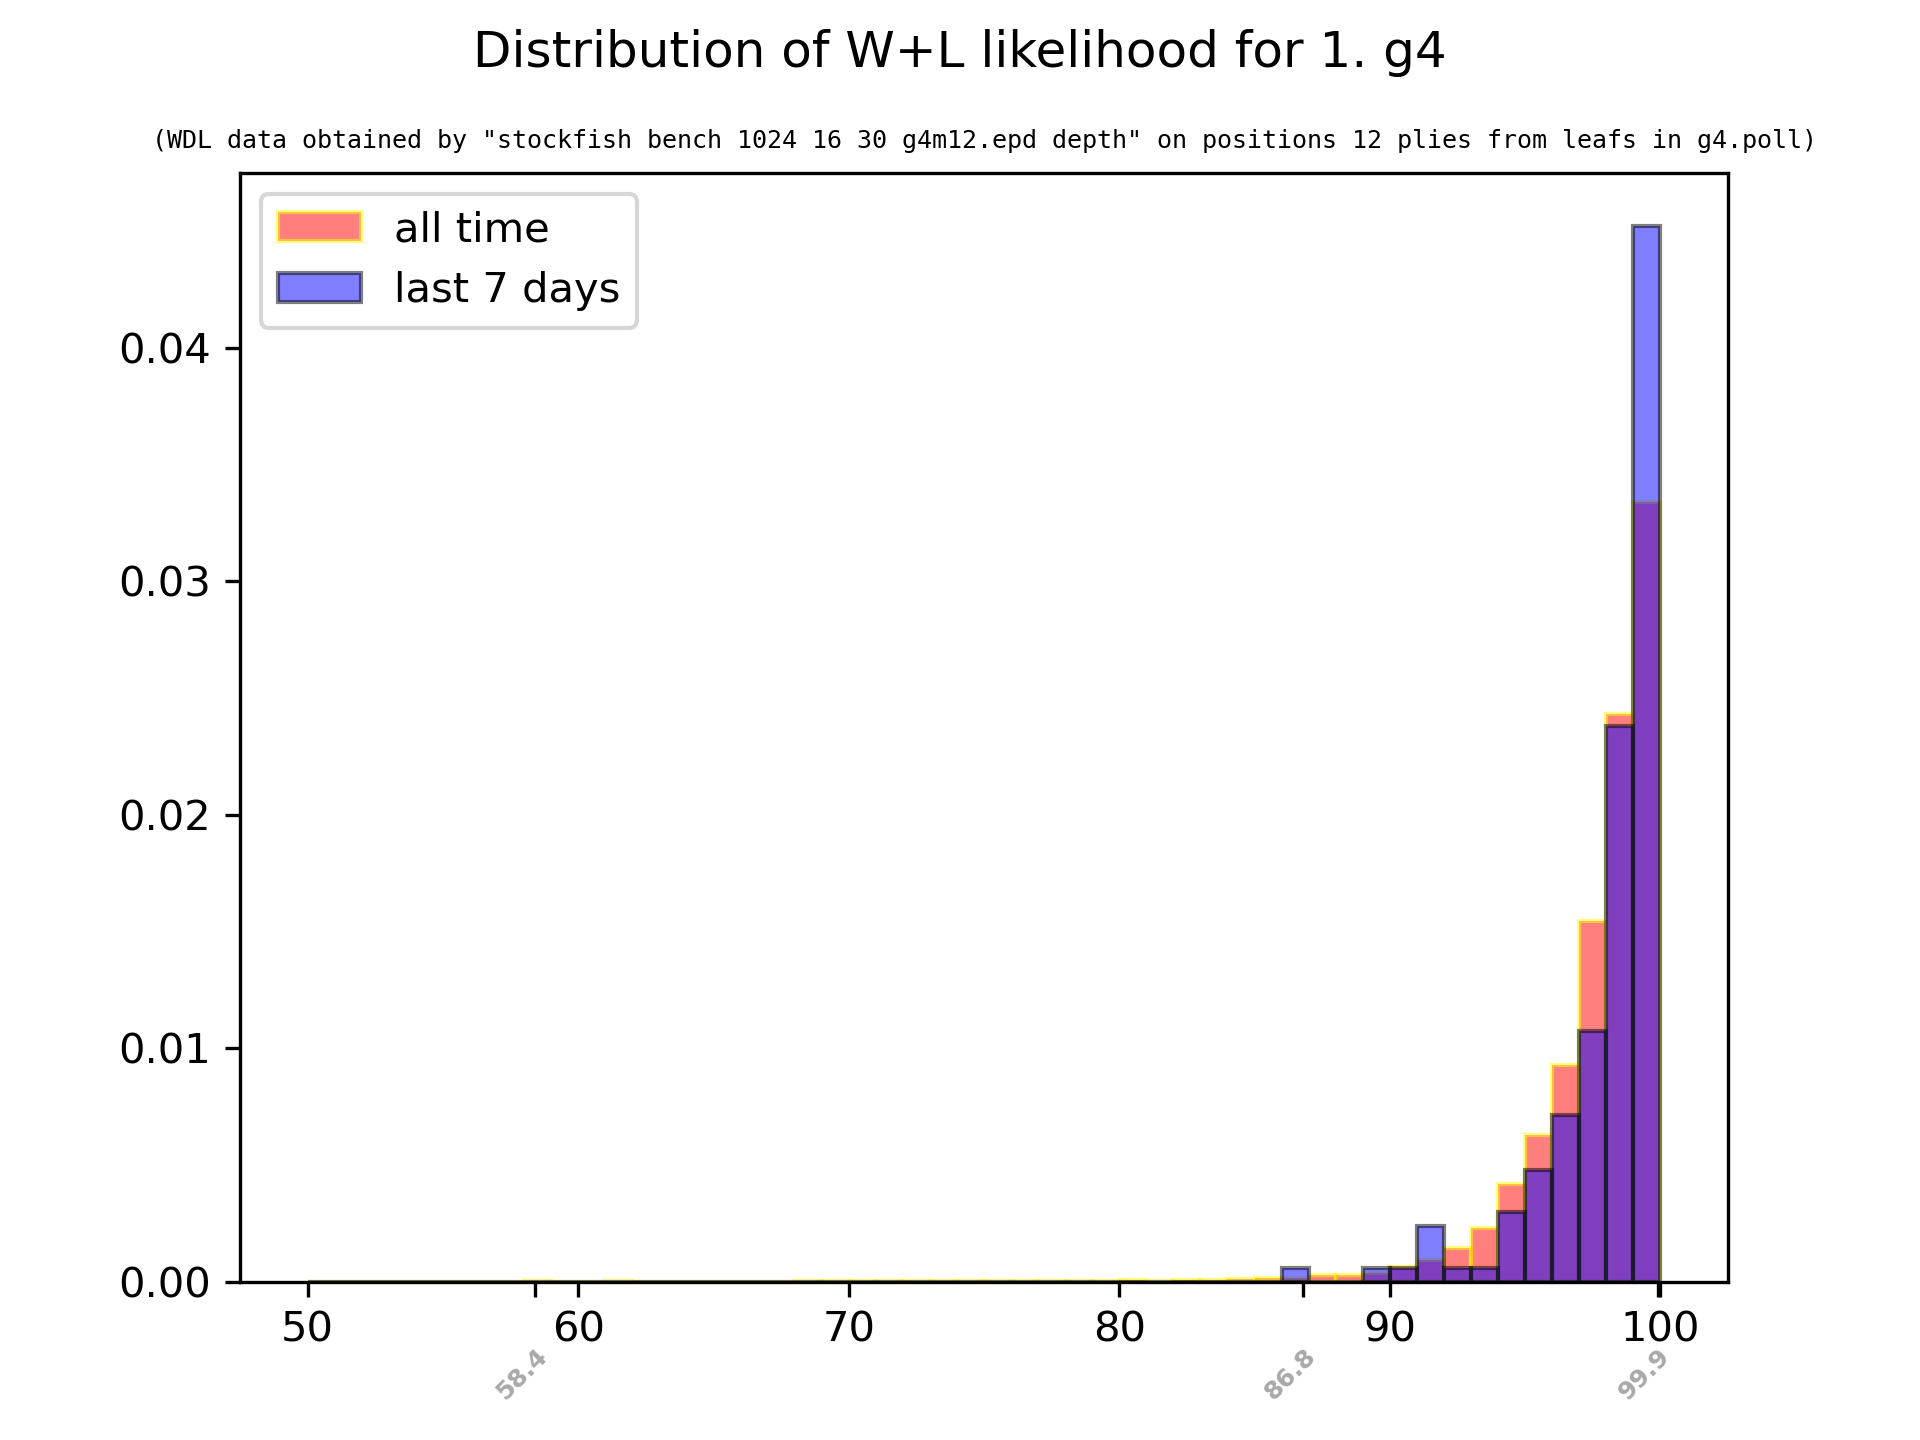 Distribution of W+L likelihood for 1. g4
(WDL data obtained by "stockfish bench 1024 16 30 g4m12.epd depth" on positions 12 plies from leafs in g4.poll)
all time
last 7 days
0.04
0.03
0.02
0.01
0.00
50 60 70 80 90 100
58.4 86.8 99.9